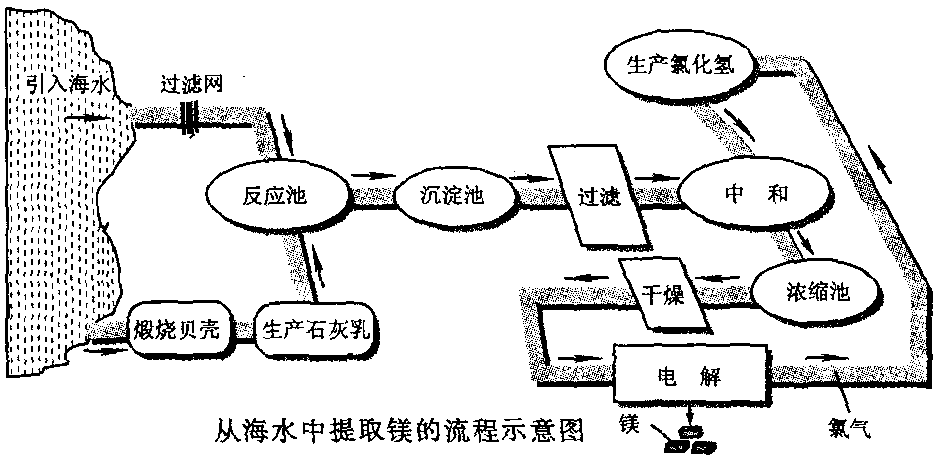 引入海水
过滤网
生产氯化氢
反应池
沉淀池
过滤
中和
煅烧贝壳
生产石灰乳
干燥
浓缩池
电解
镁
氯气
从海水中提取镁的流程示意图